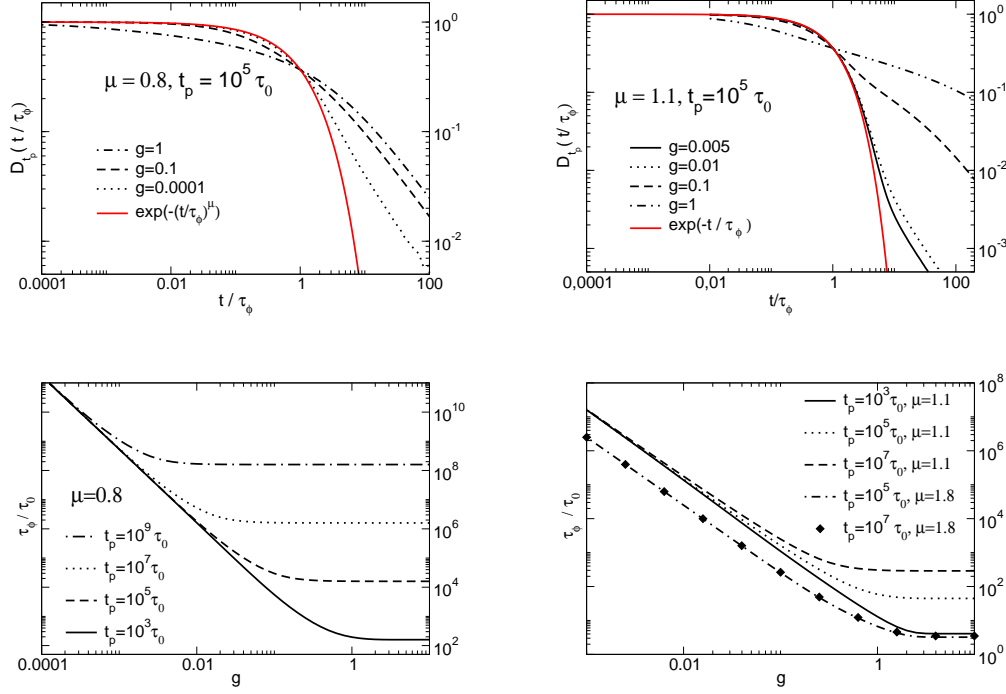 10^0
μ = 0.8, t_p = 10^5 τ_0
10^-1
D_{t_p}( t / τ_ϕ)
g=1
g=0.1
g=0.0001
exp(-(t/τ_ϕ)^μ)
10^-2
0.0001 0.01 1 100
t / τ_ϕ
10^0
μ = 1.1, t_p=10^5 τ_0
10^-1
D_{t_p}( t/ τ_ϕ)
g=0.005
g=0.01
g=0.1
g=1
exp(-t / τ_ϕ )
10^-2
10^-3
0,0001 0,01 1 100
t/τ_ϕ
10^10
10^8
μ=0.8
τ_ϕ / τ_0
10^6
t_p=10^9 τ_0
t_p=10^7 τ_0
t_p=10^5 τ_0
t_p=10^3 τ_0
10^4
10^2
0.0001 0.01 1
g
10^8
t_p=10^3 τ_0, μ=1.1
t_p=10^5 τ_0, μ=1.1
t_p=10^7 τ_0, μ=1.1
t_p=10^5 τ_0, μ=1.8
t_p=10^7 τ_0, μ=1.8
10^6
τ_ϕ / τ_0
10^4
10^2
10^0
0.01 1
g